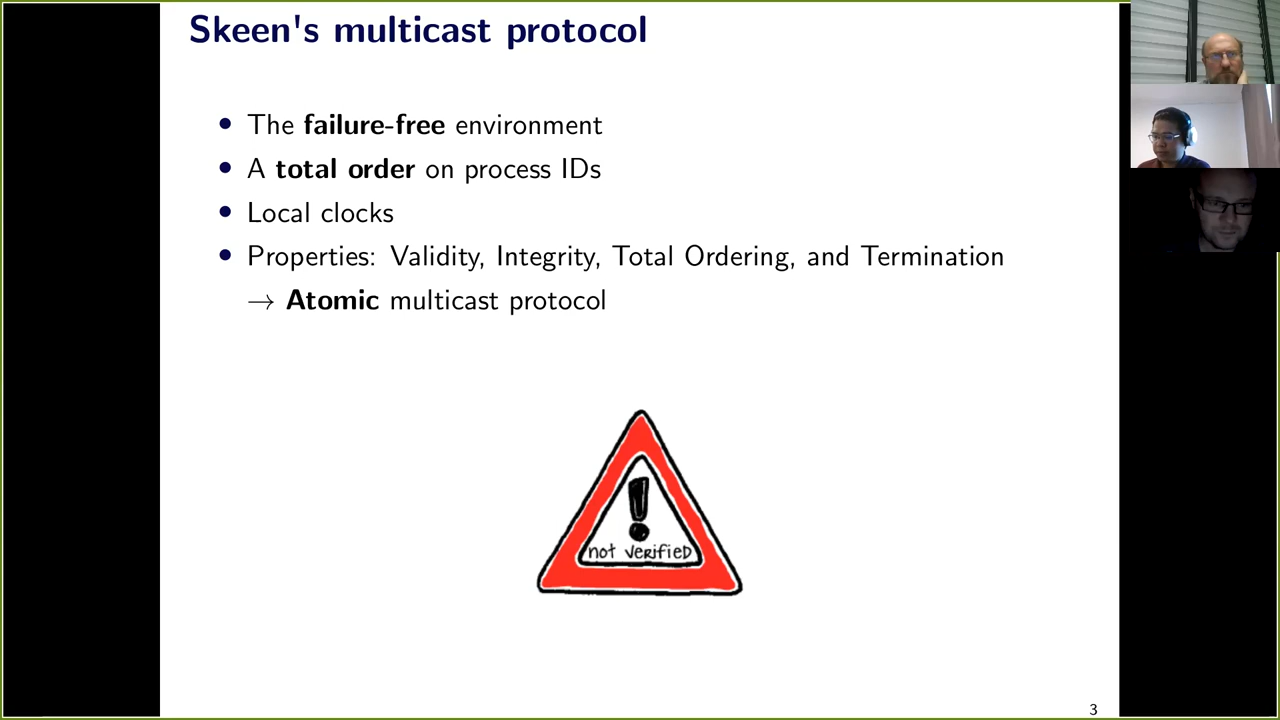 Skeen's multicast protocol
• The failure-free environment
• A total order on process IDs
• Local clocks
• Properties: Validity, Integrity, Total Ordering, and Termination
→ Atomic multicast protocol
!
not verified
3